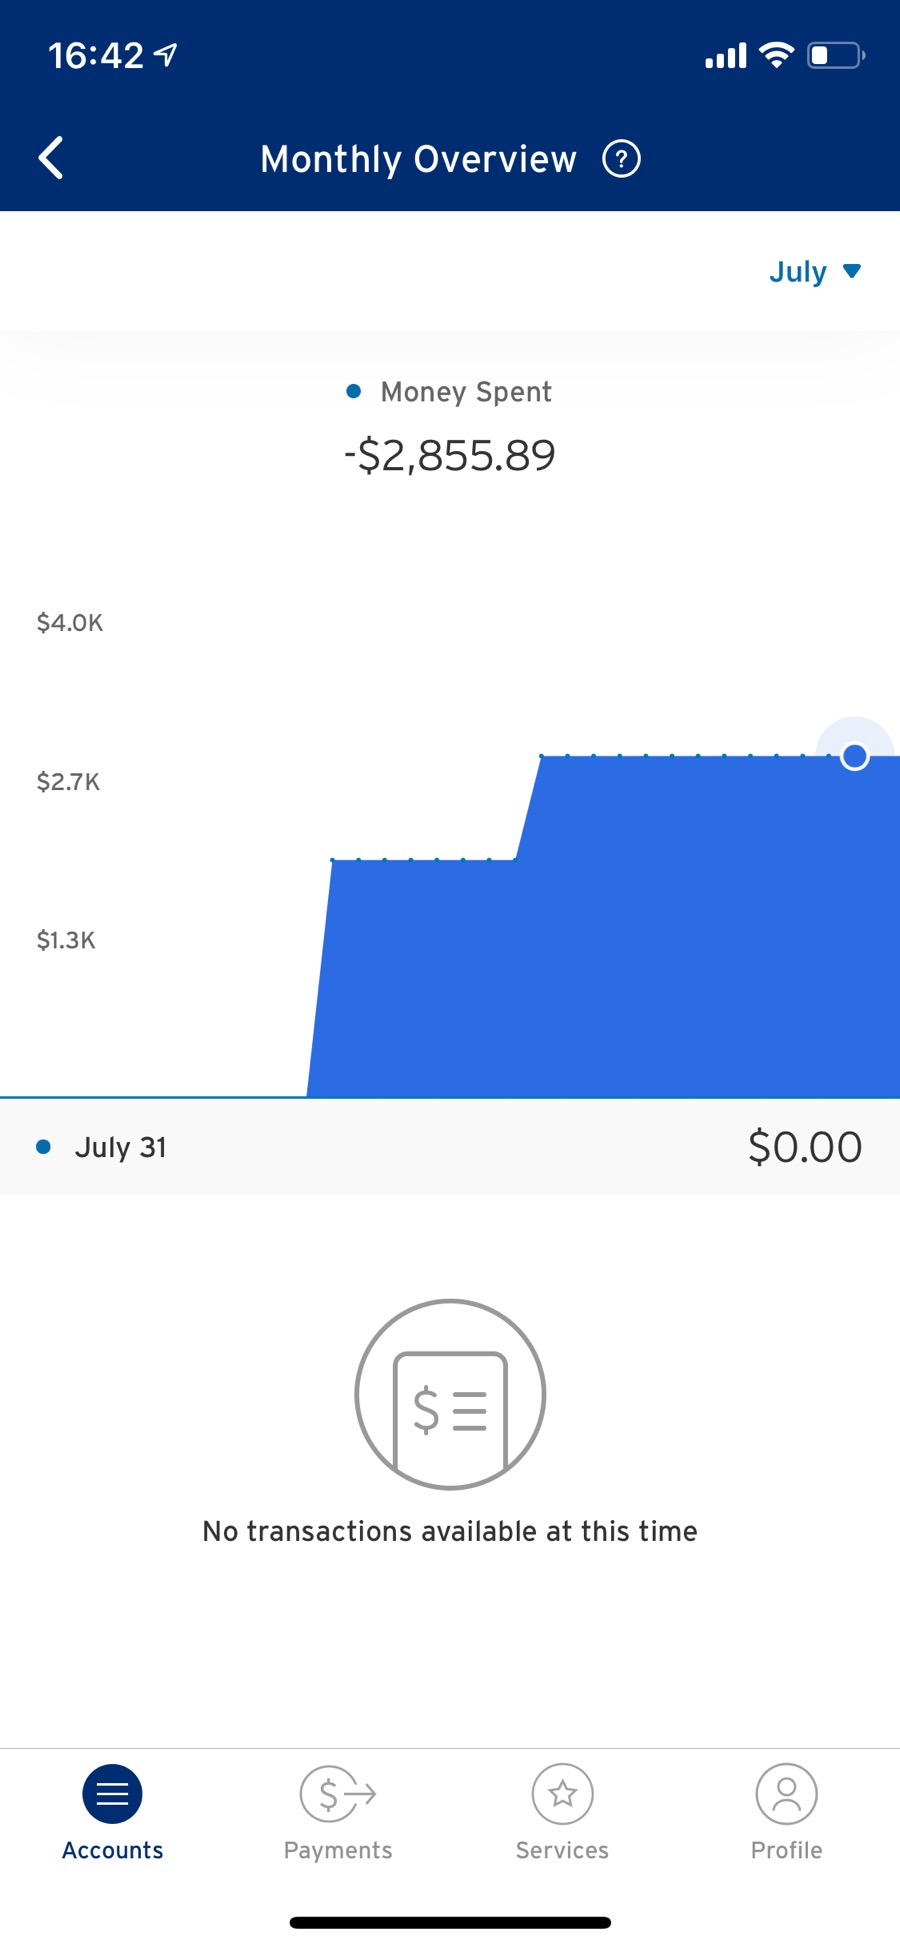 16:42
Monthly Overview ?
July
Money Spent
-$2,855.89
$4.0K
$2.7K
$1.3K
July 31 $0.00
$
No transactions available at this time
$
Accounts Payments Services Profile